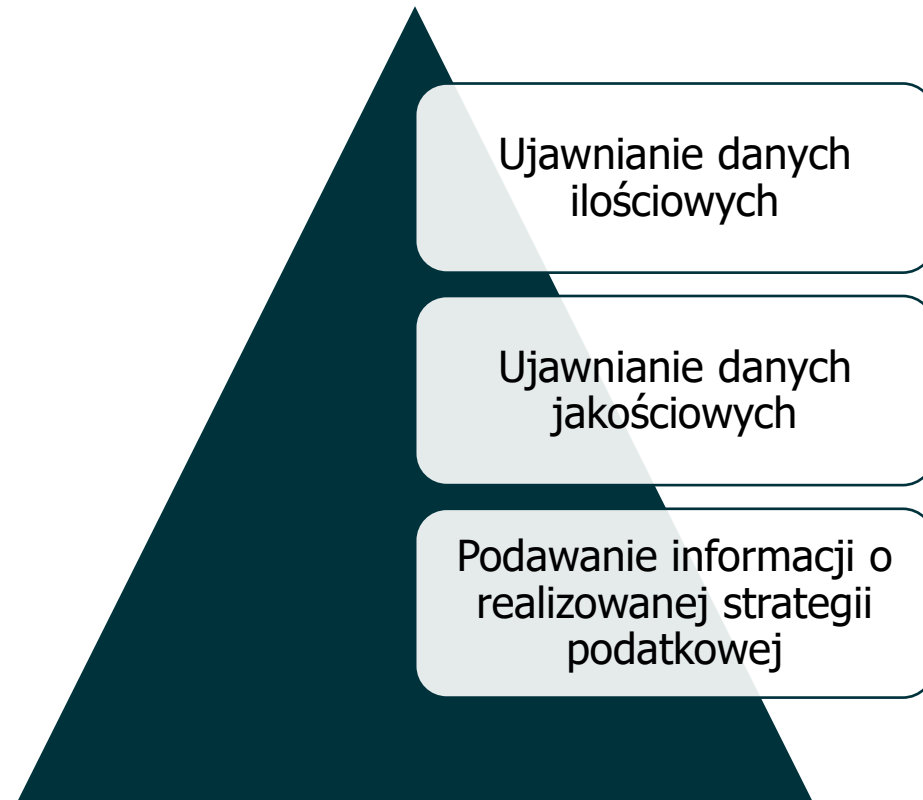 Ujawnianie danych
ilościowych
Ujawnianie danych
jakościowych
Podawanie informacji o
realizowanej strategii
podatkowej